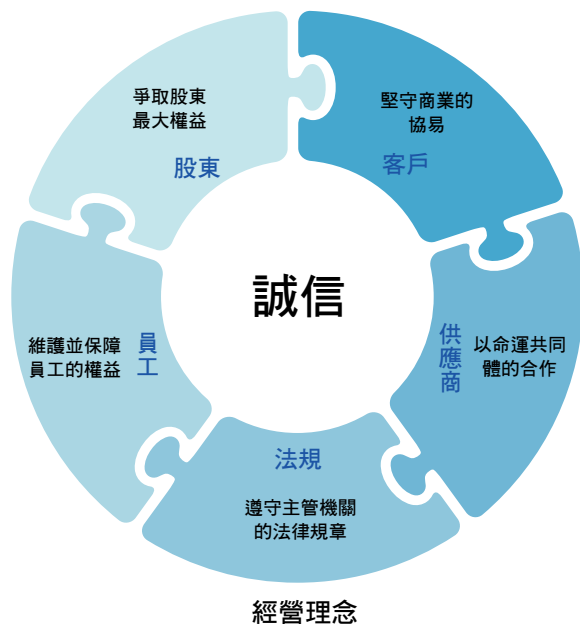 爭取股東
最大權益
股東
堅守商業的
協易
客戶
誠信
維護並保障
員工的權益
員工
供應商
以命運共同
體的合作
法規
遵守主管機關
的法律規章
經營理念